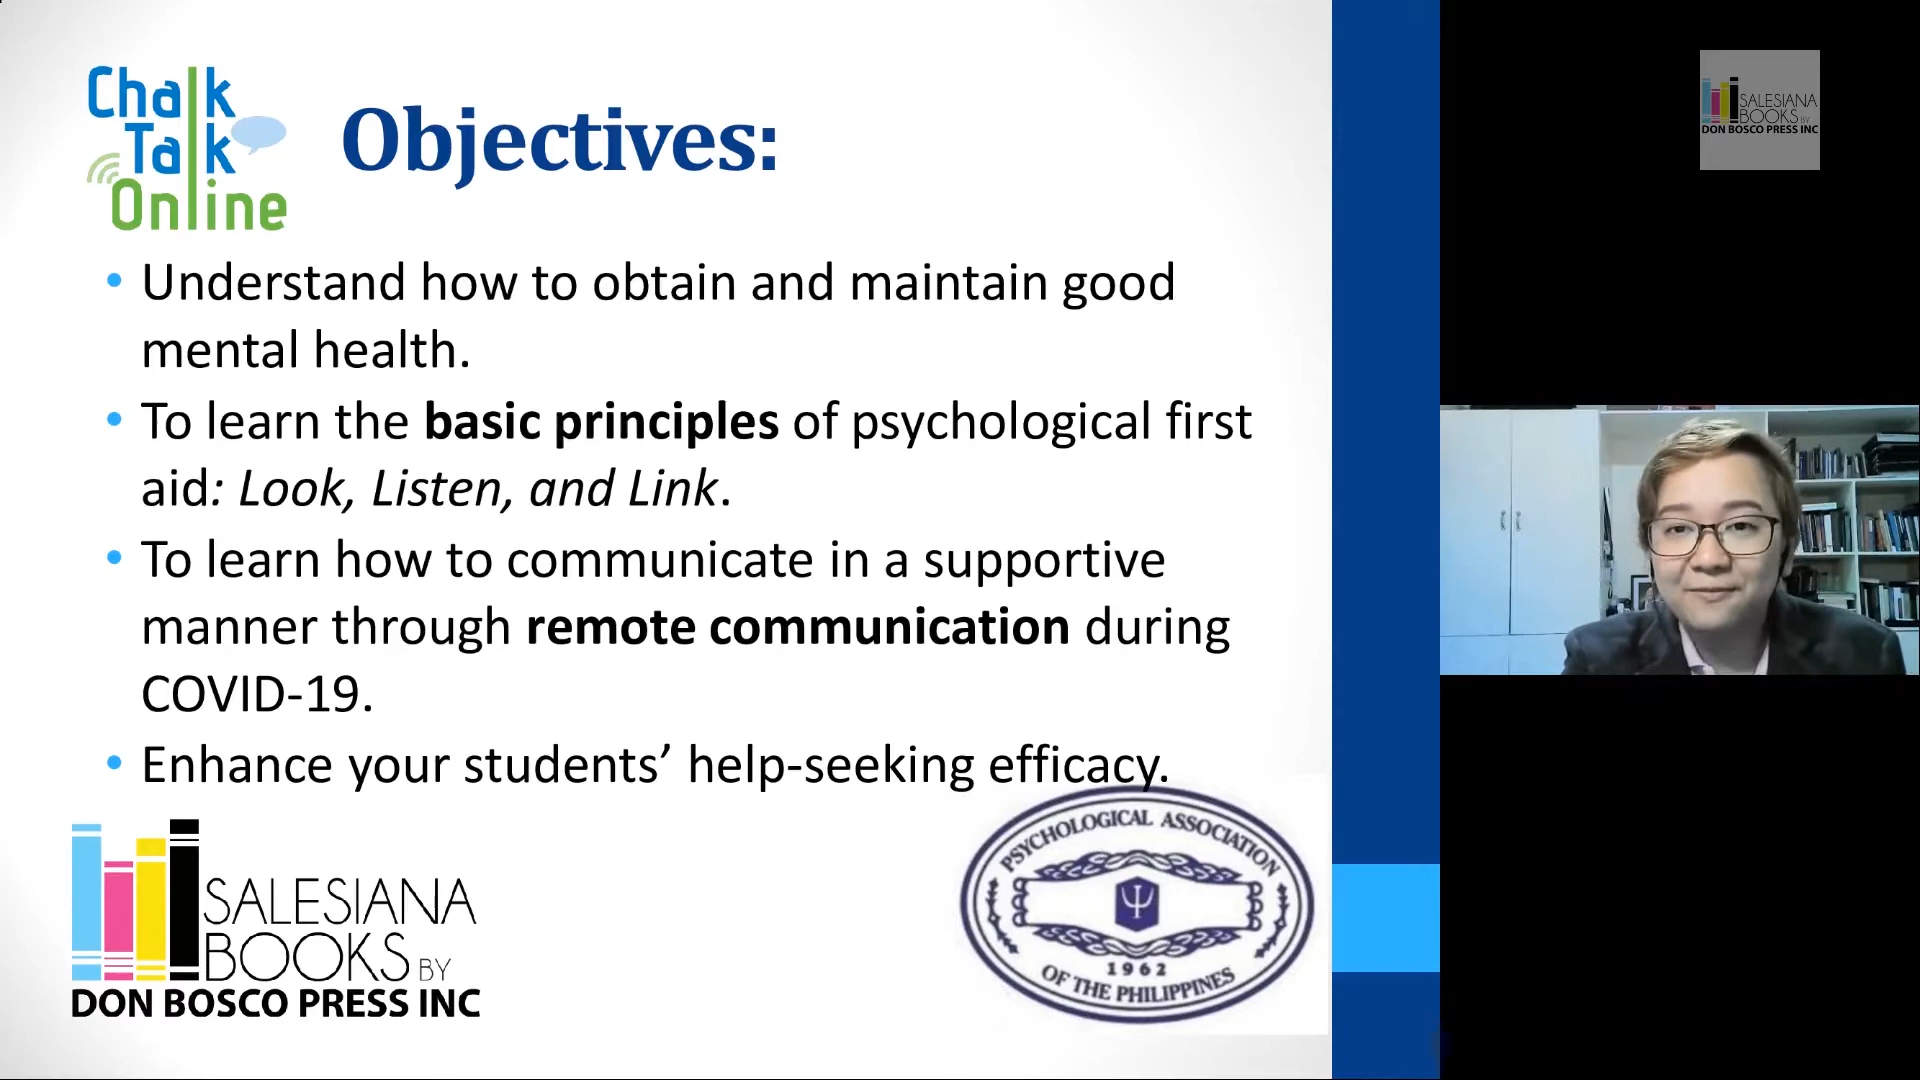 Chalk
Talk
Online
Objectives:
• Understand how to obtain and maintain good
mental health.
• To learn the basic principles of psychological first
aid: Look, Listen, and Link.
• To learn how to communicate in a supportive
manner through remote communication during
COVID-19.
• Enhance your students’ help-seeking efficacy.
SALESIANA
BOOKS BY
DON BOSCO PRESS INC
PSYCHOLOGICAL ASSOCIATION
1962
OF THE PHILIPPINES
SALESIANA
BOOKS BY
DON BOSCO PRESS INC